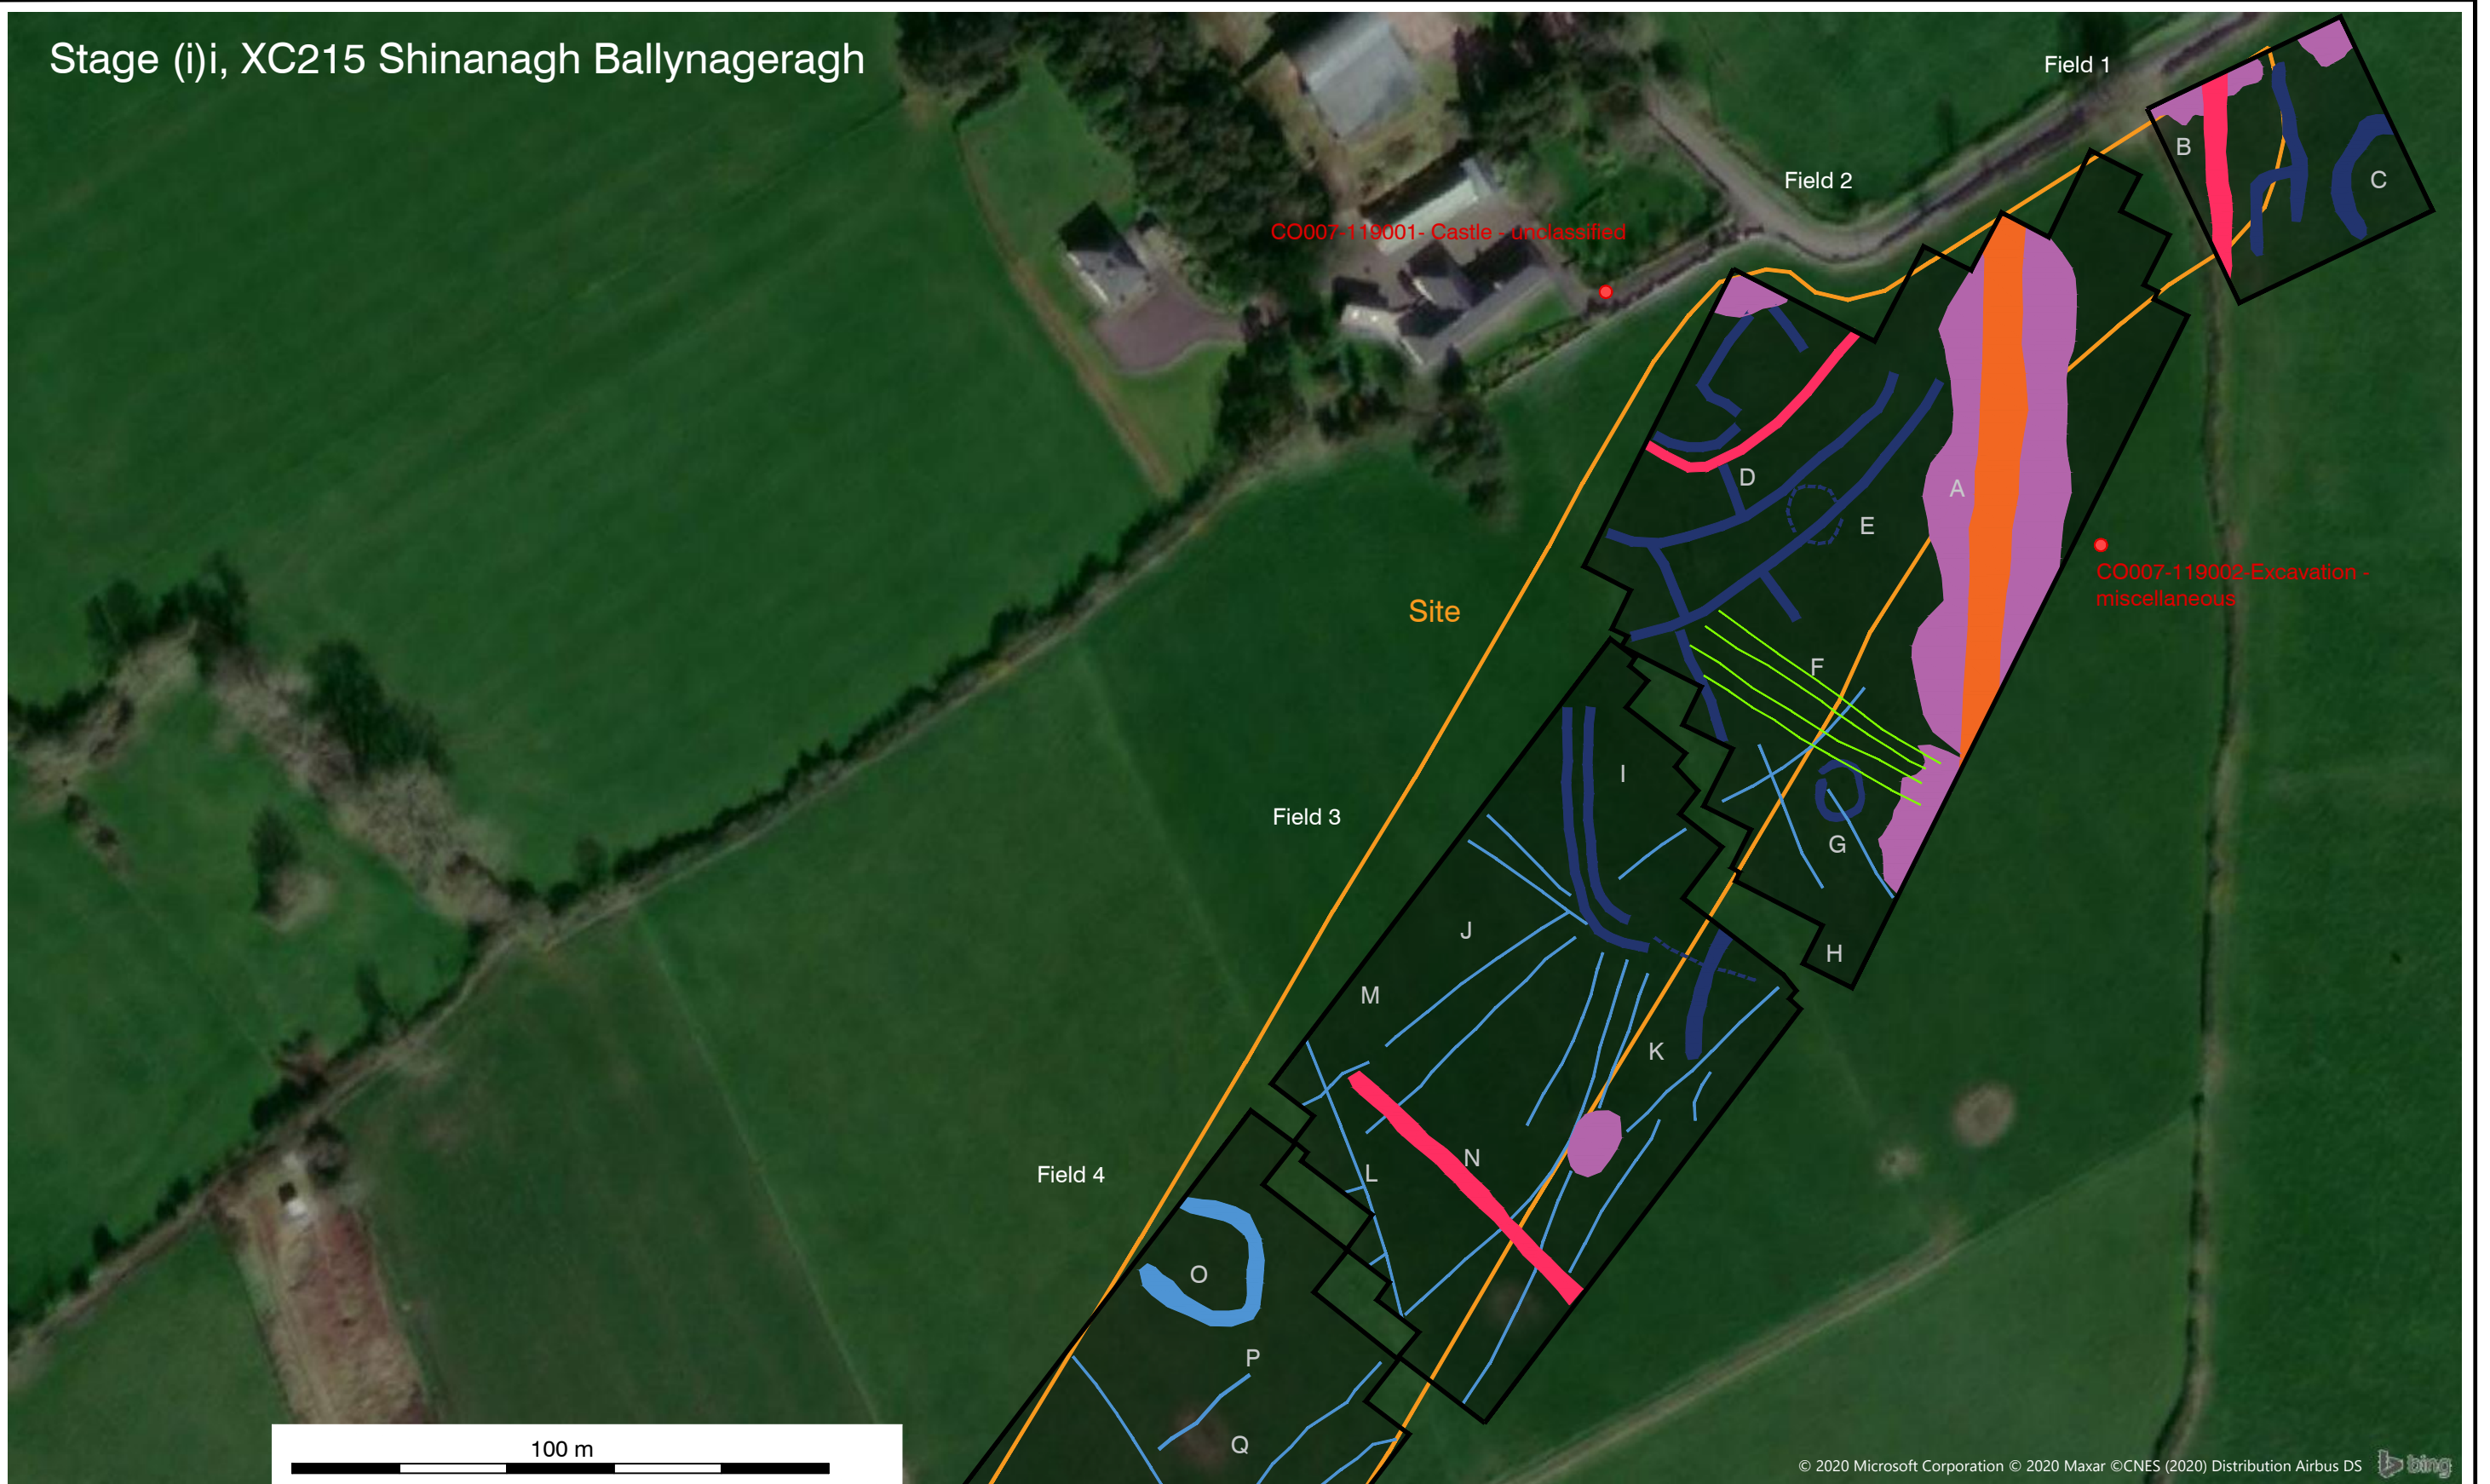 Stage (i)i, XC215 Shinanagh Ballynageragh
Field 1
B
C
Field 2
CO007-119001- Castle - unclassified
D
A
E
CO007-119002-Excavation -
miscellaneous
Site
F
I
Field 3
G
J
H
M
K
N
L
Field 4
O
P
Q
100 m
© 2020 Microsoft Corporation © 2020 Maxar ©CNES (2020) Distribution Airbus DS
bing